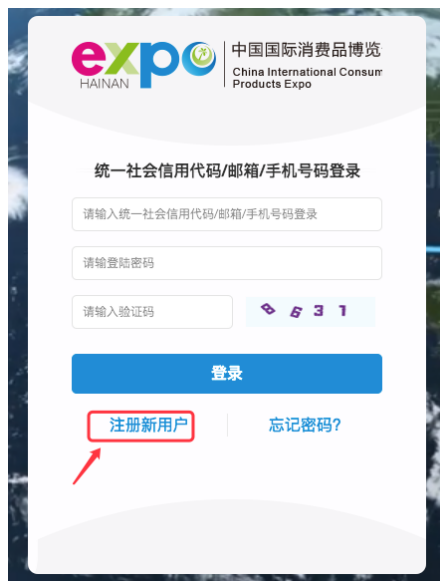 expo
HAINAN
中国国际消费品博览
China International Consum
Products Expo
统一社会信用代码/邮箱/手机号码登录
请输入统一社会信用代码/邮箱/手机号码登录
请输登陆密码
请输入验证码
8 6 3 1
登录
注册新用户 忘记密码?